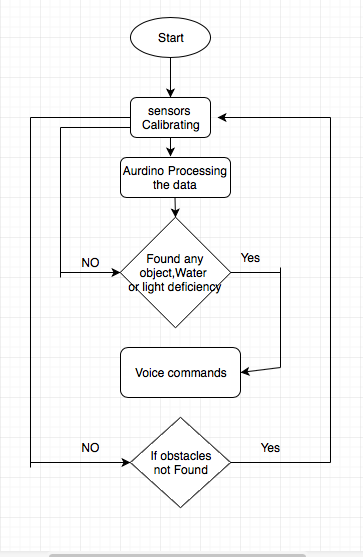 Start
sensors
Calibrating
Aurdino Processing
the data
Found any
object,Water
or light deficiency
NO
Yes
Voice commands
If obstacles
not Found
NO
Yes